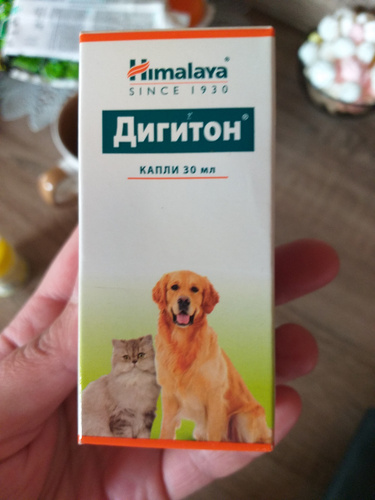 Himalaya®
SINCE 1930
Дигитон®
КАПЛИ 30 мл